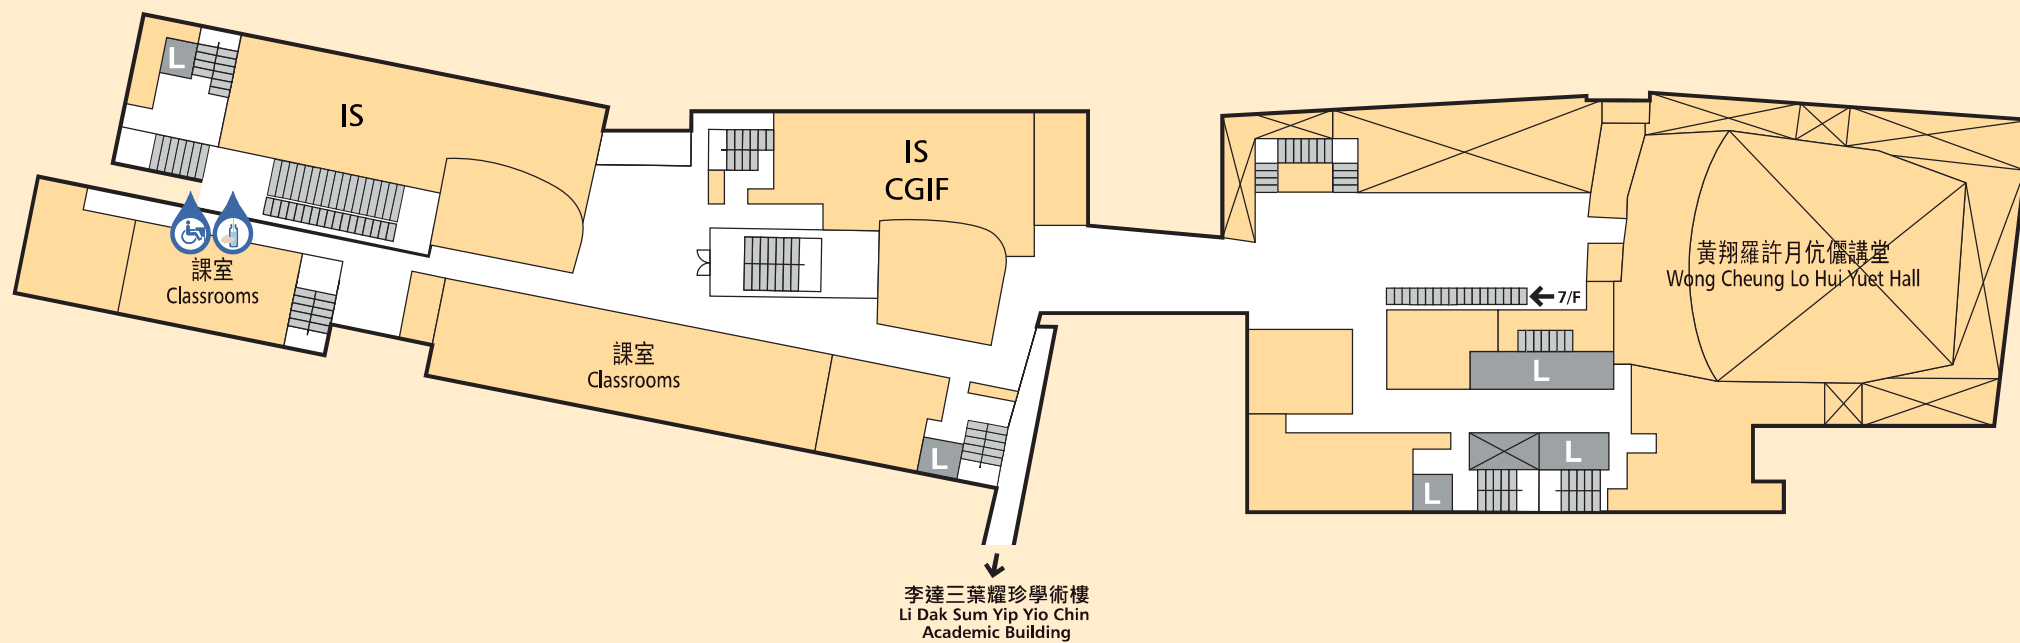 L
IS
IS
CGIF
課室
Classrooms
課室
Classrooms
L
黃翔羅許月伉儷講堂
Wong Cheung Lo Hui Yuet Hall
7/F
L
L
L
李達三葉耀珍學術樓
Li Dak Sum Yip Yio Chin
Academic Building